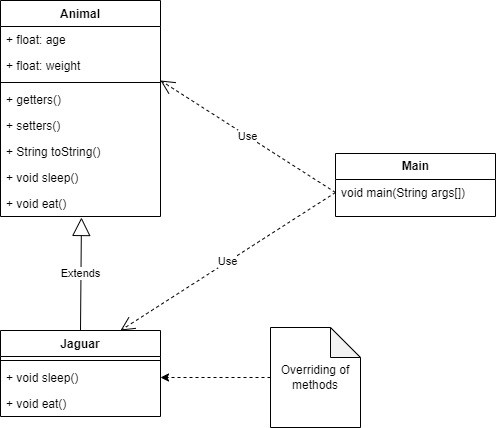 Animal
+ float: age
+ float: weight
+ getters()
+ setters()
+ String toString()
+ void sleep()
+ void eat()
Use
Main
void main(String args[])
Use
Extends
Jaguar
+ void sleep()
+ void eat()
Overriding of
methods